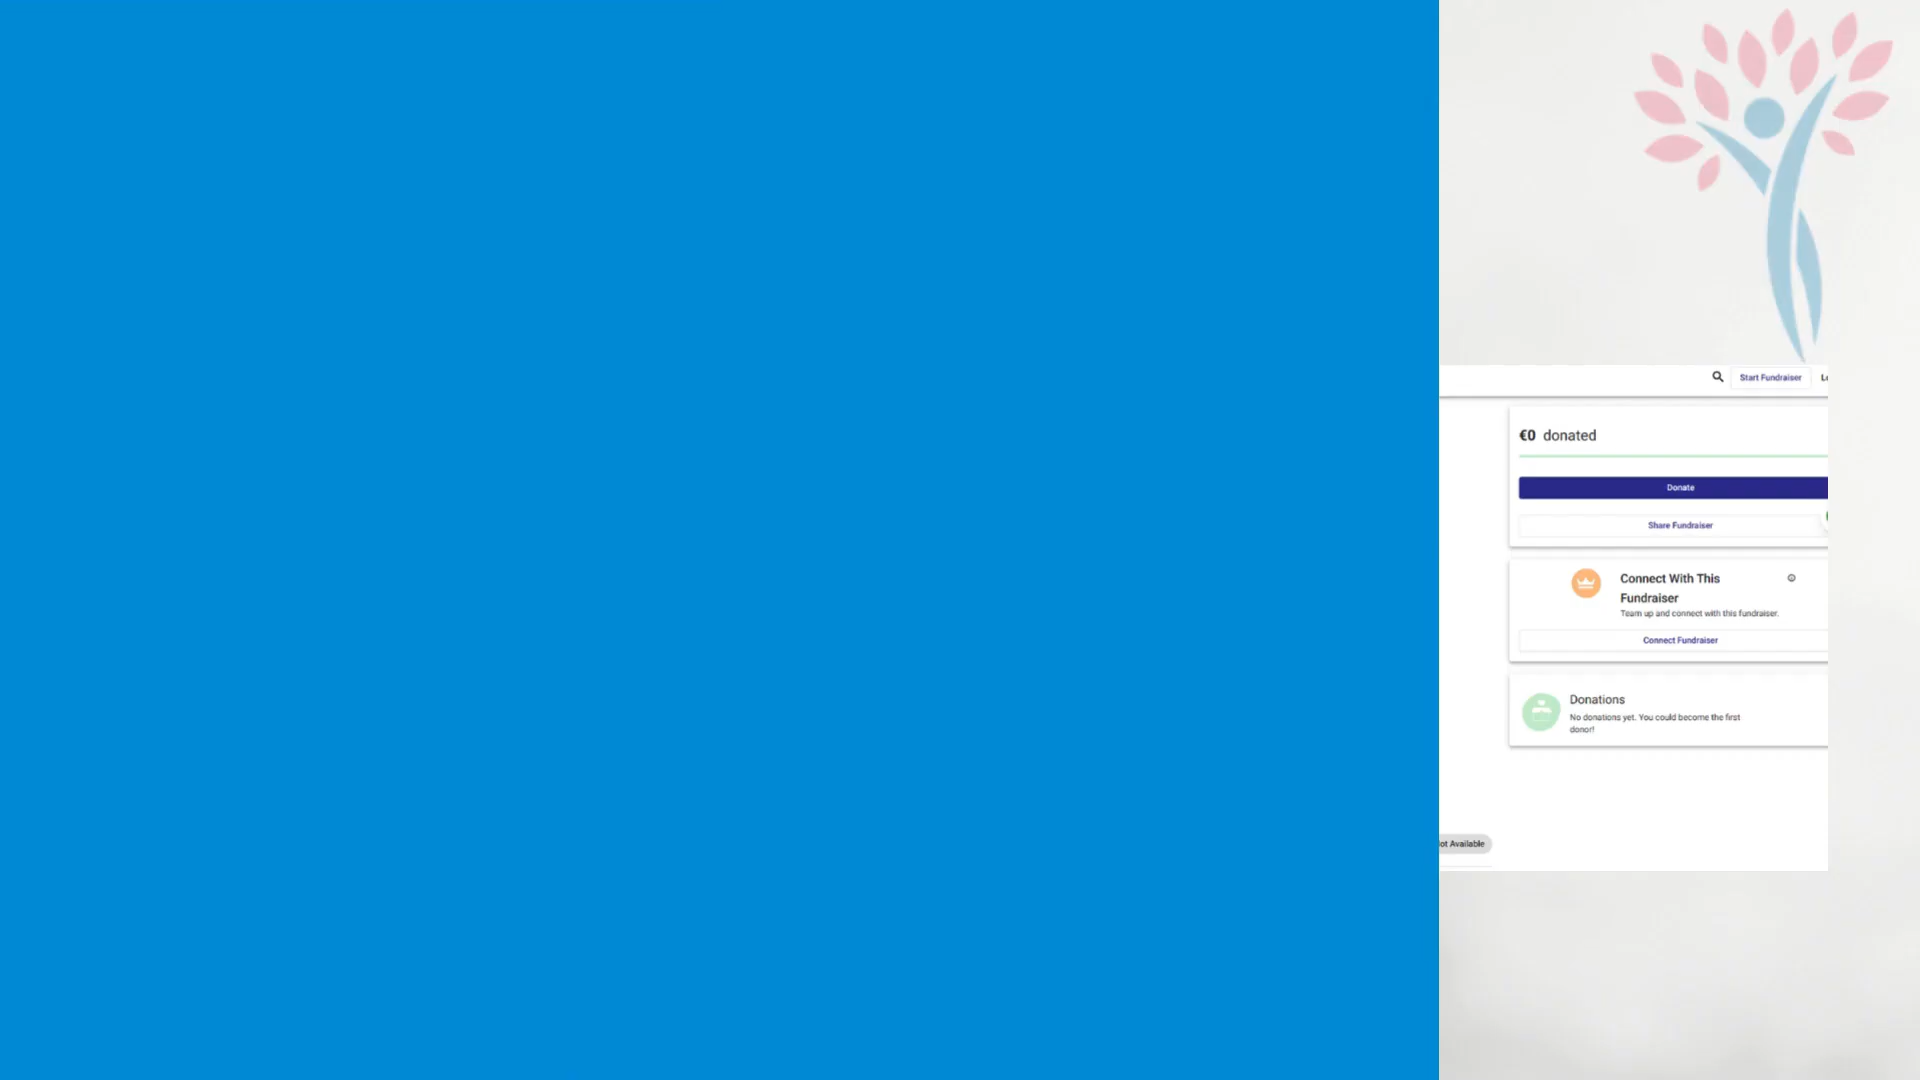 Start Fundraiser
€0 donated
Donate
Share Fundraiser
Connect With This
Fundraiser
Team up and connect with this fundraiser.
Connect Fundraiser
Donations
No donations yet. You could become the first
donor!
Available